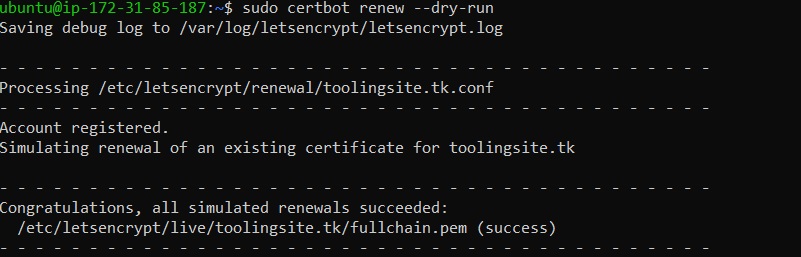 ubuntu@ip-172-31-85-187:~$ sudo certbot renew --dry-run
Saving debug log to /var/log/letsencrypt/letsencrypt.log
- - - - - - - - - - - - - - - - - - - - - - - - - - - - - - - - - - - - - - - -
Processing /etc/letsencrypt/renewal/toolingsite.tk.conf
- - - - - - - - - - - - - - - - - - - - - - - - - - - - - - - - - - - - - - - -
Account registered.
Simulating renewal of an existing certificate for toolingsite.tk
- - - - - - - - - - - - - - - - - - - - - - - - - - - - - - - - - - - - - - - -
Congratulations, all simulated renewals succeeded:
  /etc/letsencrypt/live/toolingsite.tk/fullchain.pem (success)
- - - - - - - - - - - - - - - - - - - - - - - - - - - - - - - - - - - - - - - -